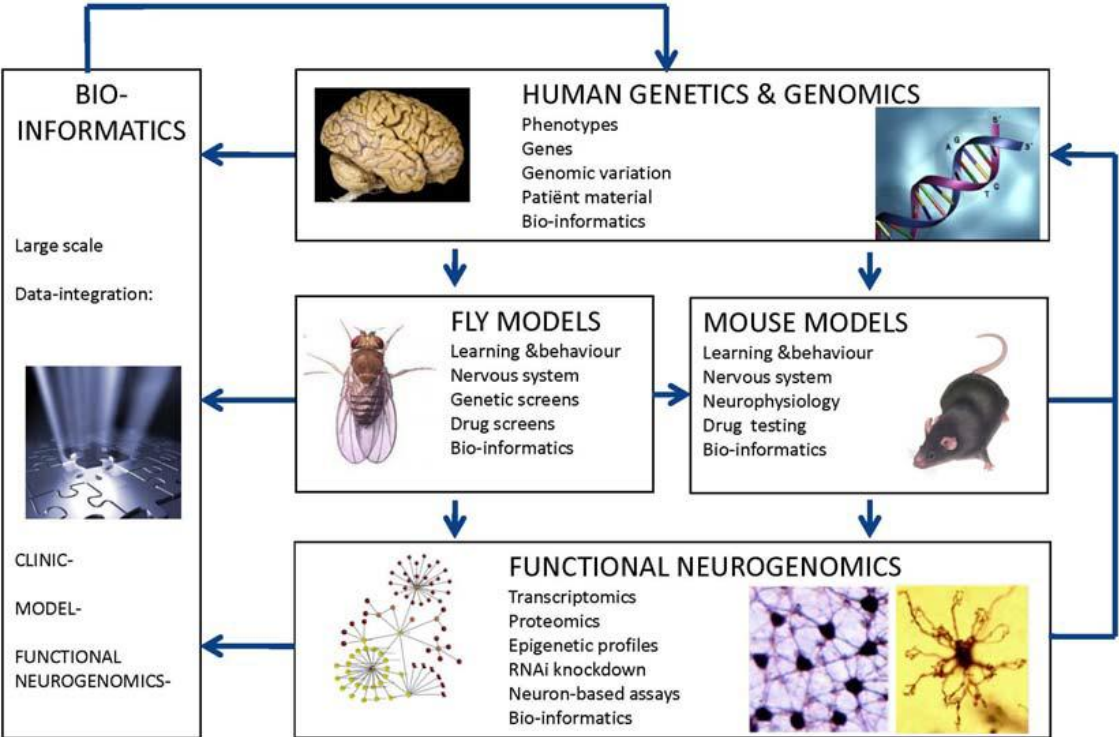 BIO-
INFORMATICS
Large scale
Data-integration:
CLINIC-
MODEL-
FUNCTIONAL
NEUROGENOMICS-
HUMAN GENETICS & GENOMICS
Phenotypes
Genes
Genomic variation
Patiënt material
Bio-informatics
5'
3'
A
G
T
G
FLY MODELS
Learning &behaviour
Nervous system
Genetic screens
Drug screens
Bio-informatics
MOUSE MODELS
Learning &behaviour
Nervous system
Neurophysiology
Drug testing
Bio-informatics
FUNCTIONAL NEUROGENOMICS
Transcriptomics
Proteomics
Epigenetic profiles
RNAi knockdown
Neuron-based assays
Bio-informatics